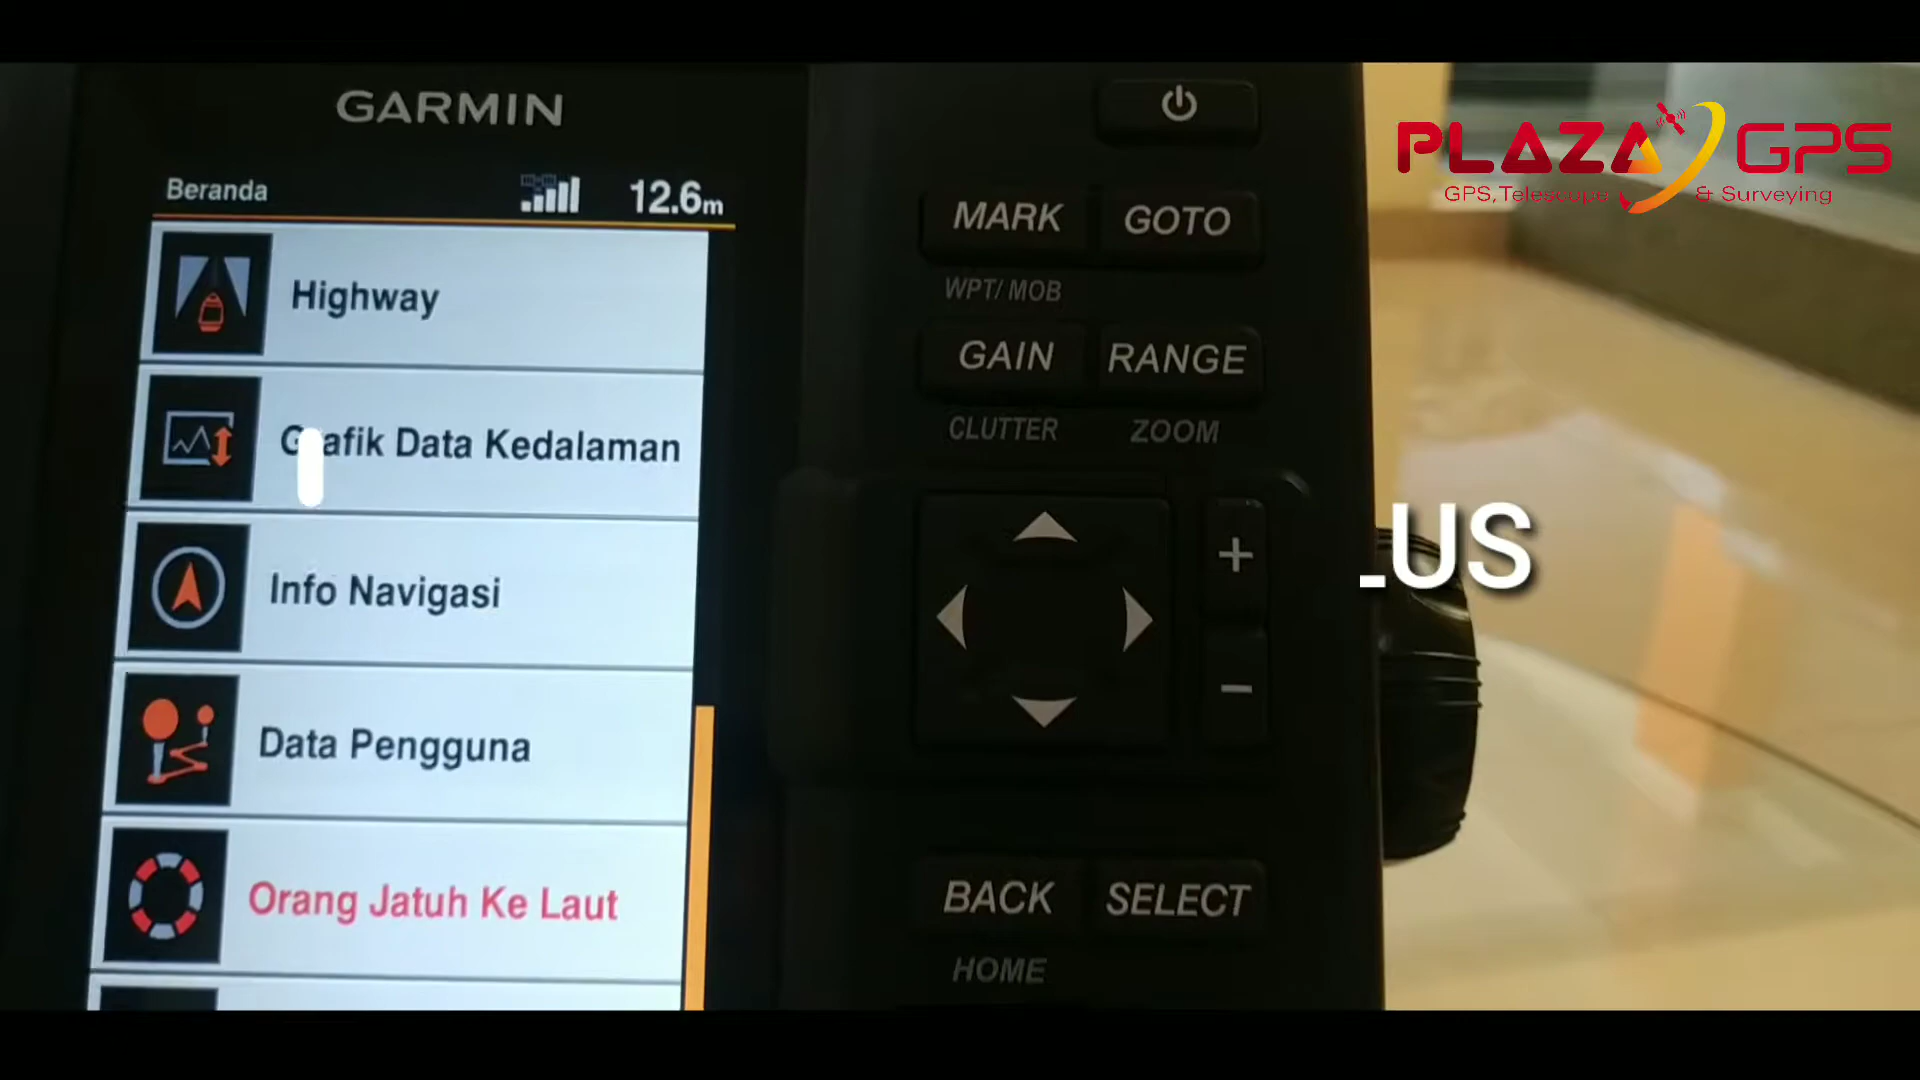 GARMIN
Beranda
12.6m
Highway
Grafik Data Kedalaman
Info Navigasi
Data Pengguna
Orang Jatuh Ke Laut
MARK
GOTO
WPT/ MOB
GAIN
RANGE
CLUTTER
ZOOM
+
-
BACK
SELECT
HOME
PLAZA GPS
GPS,Telescope & Surveying
US